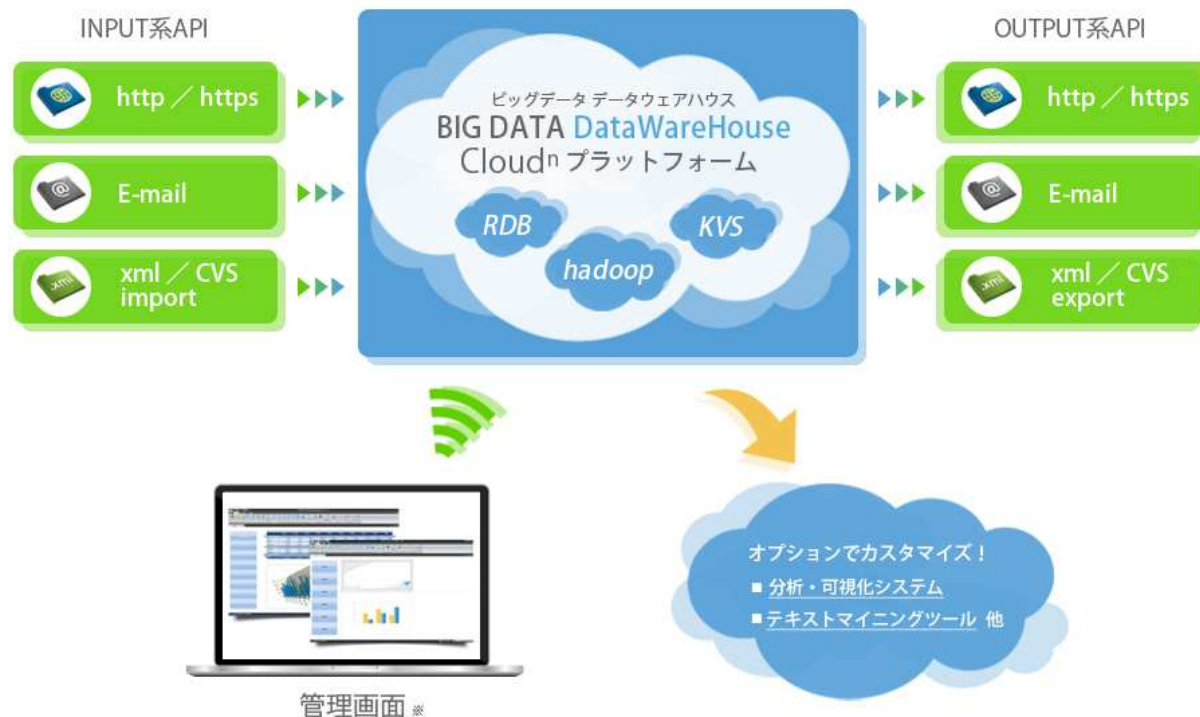 INPUT系API
http ／ https
E-mail
xml ／ CVS
import
ビッグデータ データウェアハウス
BIG DATA DataWareHouse
Cloudⁿ プラットフォーム
RDB
KVS
hadoop
OUTPUT系API
http ／ https
E-mail
xml ／ CVS
export
管理画面 ※
オプションでカスタマイズ！
■ 分析・可視化システム
■ テキストマイニングツール 他